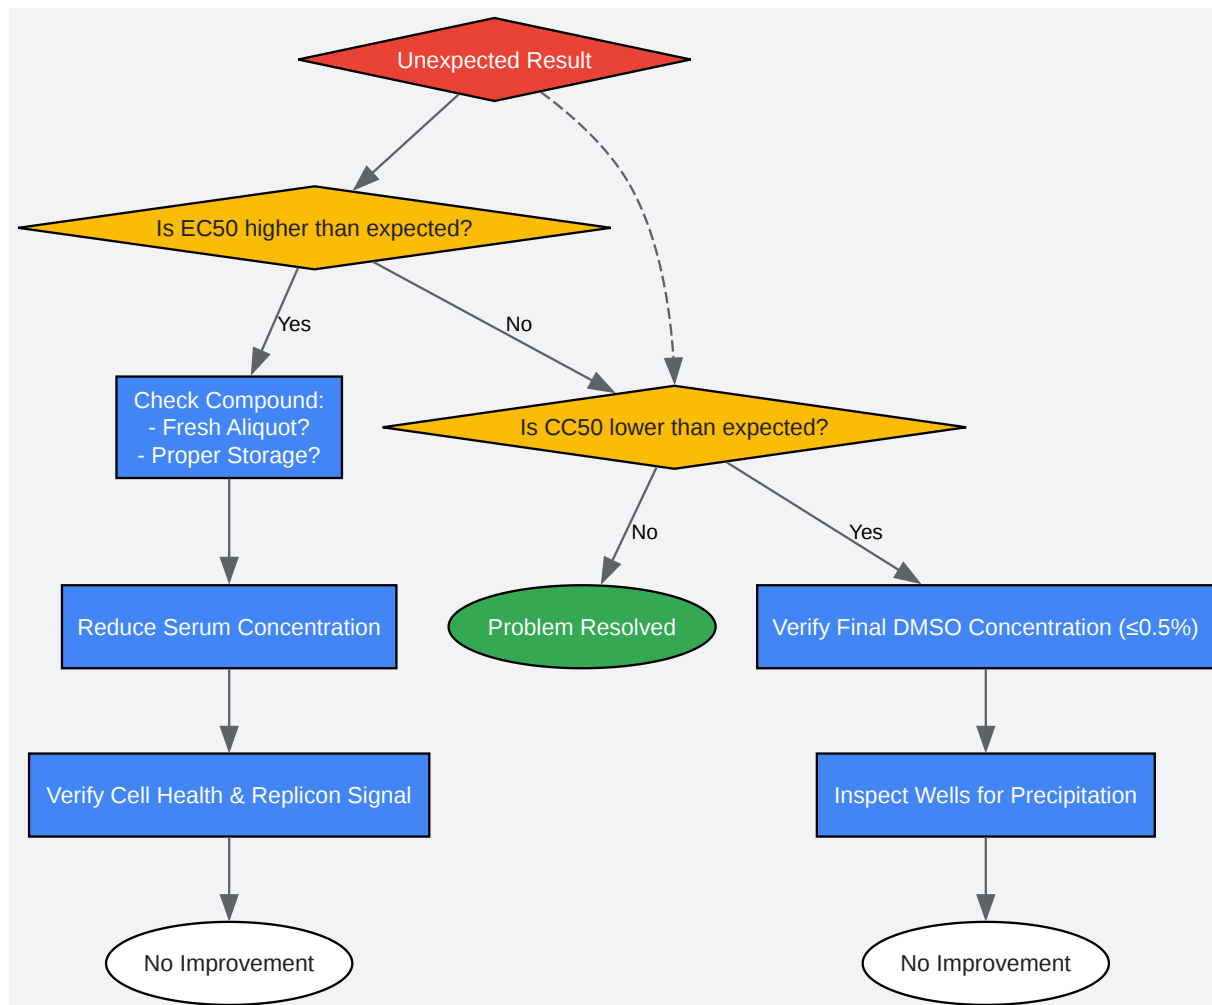 Unexpected Result
Is EC50 higher than expected?
Yes
No
Check Compound:
- Fresh Aliquot?
- Proper Storage?
Is CC50 lower than expected?
No
Yes
Reduce Serum Concentration
Problem Resolved
Verify Final DMSO Concentration (≤0.5%)
Verify Cell Health & Replicon Signal
Inspect Wells for Precipitation
No Improvement
No Improvement